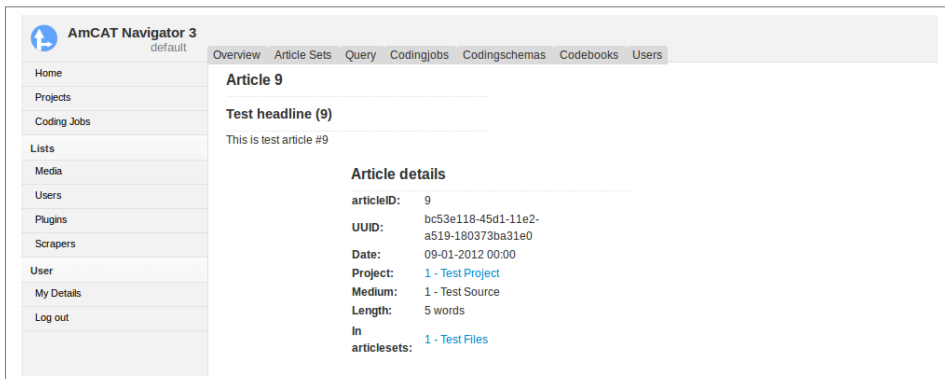 AmCAT Navigator 3
default
Overview Article Sets Query Codingjobs Codingschemas Codebooks Users
Home
Projects
Coding Jobs
Lists
Media
Users
Plugins
Scrapers
User
My Details
Log out
Article 9
Test headline (9)
This is test article #9
Article details
articleID: 9
UUID: bc53e118-45d1-11e2-
a519-180373ba31e0
Date: 09-01-2012 00:00
Project: 1 - Test Project
Medium: 1 - Test Source
Length: 5 words
In
articlesets: 1 - Test Files